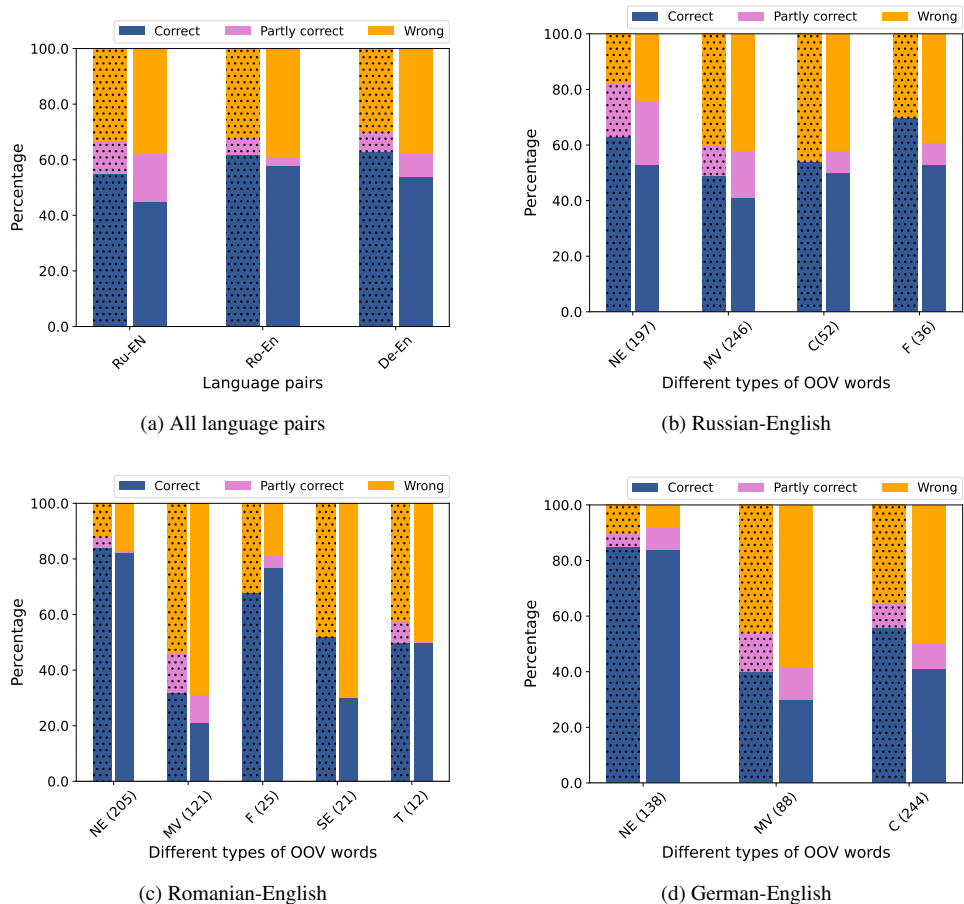 Correct Partly correct Wrong
100.0
80.0
60.0
40.0
20.0
0.0
Percentage
Ru-EN Ro-En De-En
Language pairs
(a) All language pairs
Correct Partly correct Wrong
100.0
80.0
60.0
40.0
20.0
0.0
Percentage
NE (197) MV (246) C(52) F (36)
Different types of OOV words
(b) Russian-English
Correct Partly correct Wrong
100.0
80.0
60.0
40.0
20.0
0.0
Percentage
NE (205) MV (121) F (25) SE (21) T (12)
Different types of OOV words
(c) Romanian-English
Correct Partly correct Wrong
100.0
80.0
60.0
40.0
20.0
0.0
Percentage
NE (138) MV (88) C (244)
Different types of OOV words
(d) German-English